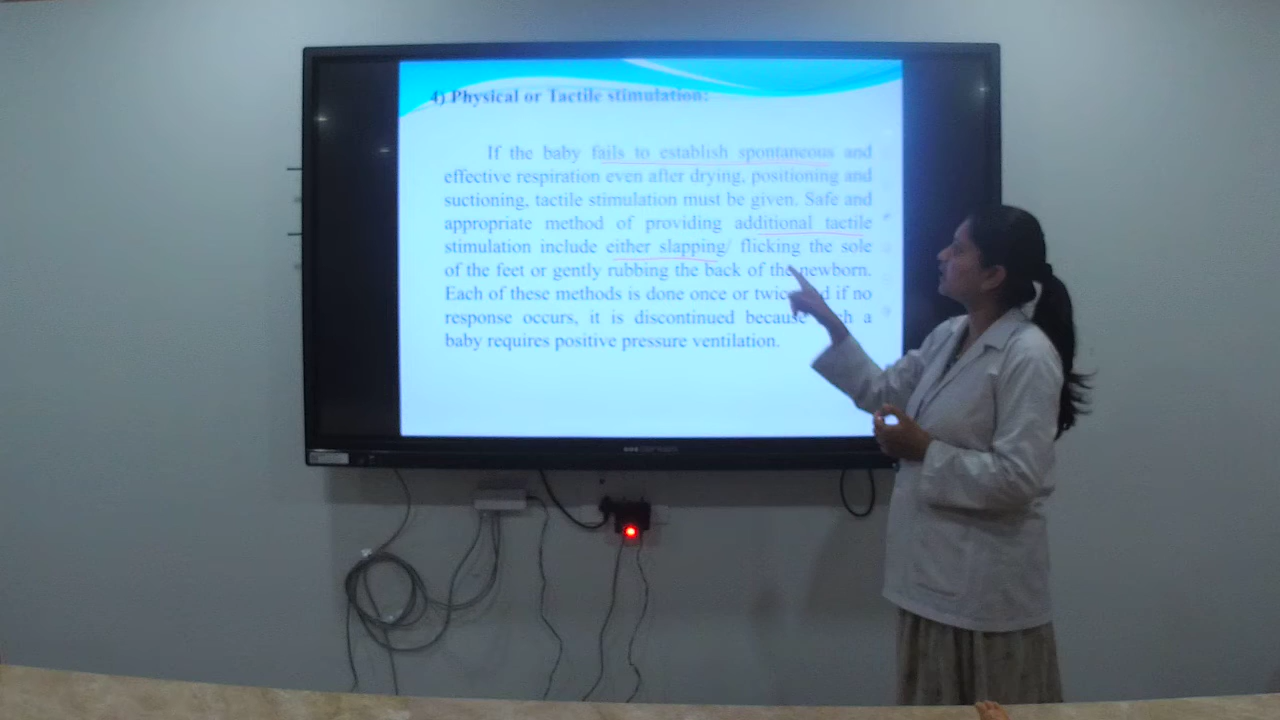 4) Physical or Tactile stimulation:
If the baby fails to establish spontaneous and
effective respiration even after drying, positioning and
suctioning, tactile stimulation must be given. Safe and
appropriate method of providing additional tactile
stimulation include either slapping/ flicking the sole
of the feet or gently rubbing the back of the newborn.
Each of these methods is done once or twice if no
response occurs, it is discontinued because a
baby requires positive pressure ventilation.